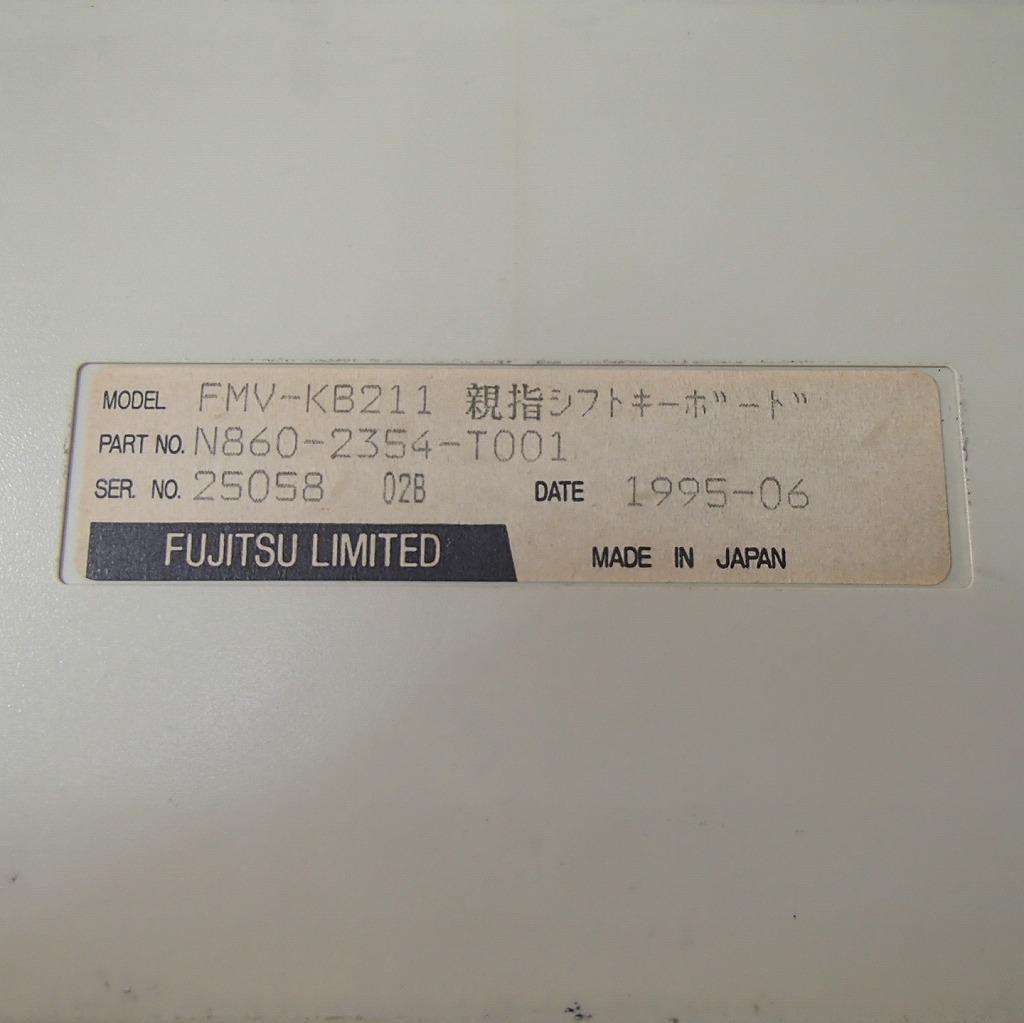 MODEL FMV-KB211 親指シフトキーボード
PART NO. N860-2354-T001
SER. NO. 25058 02B DATE 1995-06
FUJITSU LIMITED MADE IN JAPAN